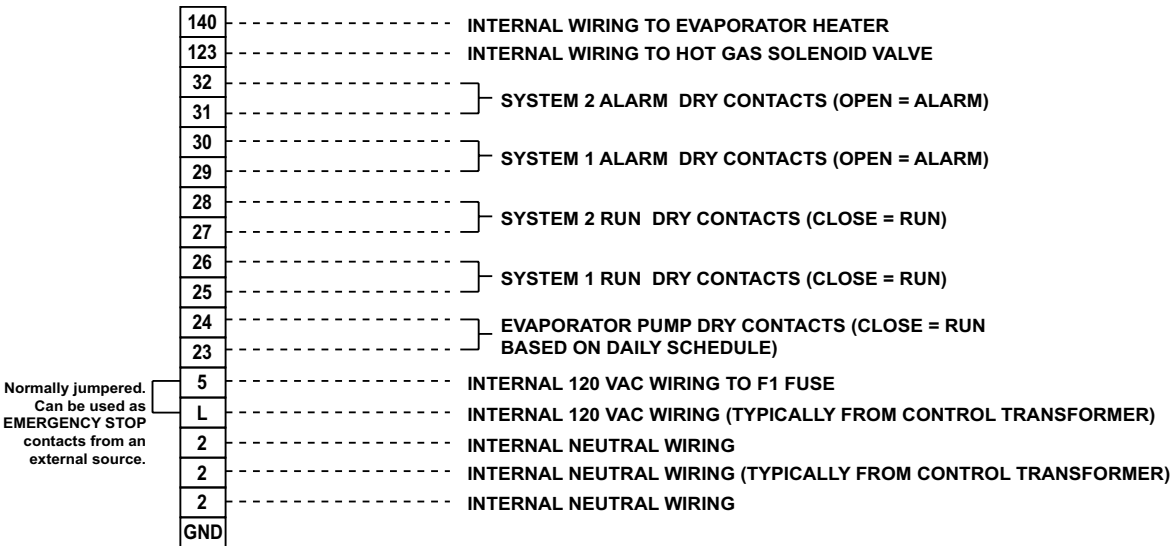 140 INTERNAL WIRING TO EVAPORATOR HEATER
123 INTERNAL WIRING TO HOT GAS SOLENOID VALVE
32
SYSTEM 2 ALARM DRY CONTACTS (OPEN = ALARM)
31
30
SYSTEM 1 ALARM DRY CONTACTS (OPEN = ALARM)
29
28
SYSTEM 2 RUN DRY CONTACTS (CLOSE = RUN)
27
26
SYSTEM 1 RUN DRY CONTACTS (CLOSE = RUN)
25
24
EVAPORATOR PUMP DRY CONTACTS (CLOSE = RUN
BASED ON DAILY SCHEDULE)
23
Normally jumpered.
Can be used as
EMERGENCY STOP
contacts from an
external source.
5 INTERNAL 120 VAC WIRING TO F1 FUSE
L INTERNAL 120 VAC WIRING (TYPICALLY FROM CONTROL TRANSFORMER)
2 INTERNAL NEUTRAL WIRING
2 INTERNAL NEUTRAL WIRING (TYPICALLY FROM CONTROL TRANSFORMER)
2 INTERNAL NEUTRAL WIRING
GND